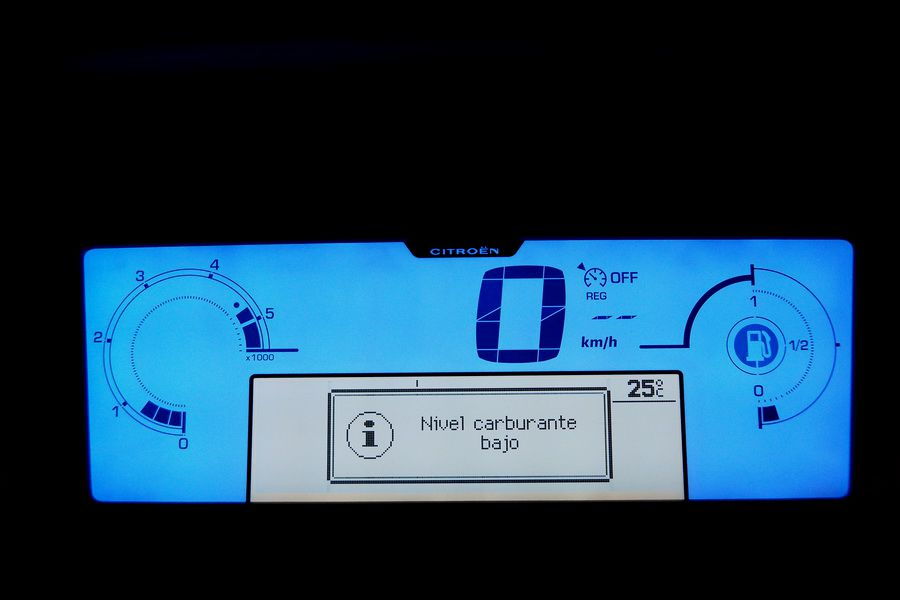 CITROËN
4
3
5
2
x1000
1
0
0
OFF
REG
-- --
km/h
1
1/2
0
25°C
i
Nivel carburante
bajo